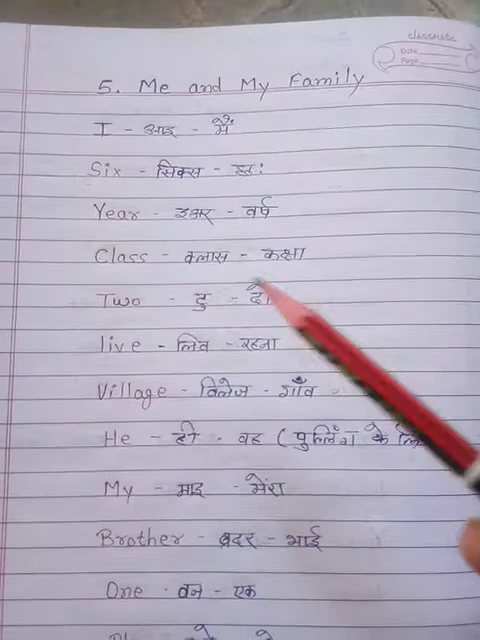 classmate
Date
Page
5. Me and My Family
I - आइ - मैं
Six - सिक्स - छः
Year - इअर - वर्ष
Class - क्लास - कक्षा
Two - टु - दो
live - लिव - रहना
Village - विलेज - गाँव
He - ही - वह (पुल्लिंग के
My - माइ - मेरा
Brother - ब्रदर - भाई
One - वन - एक